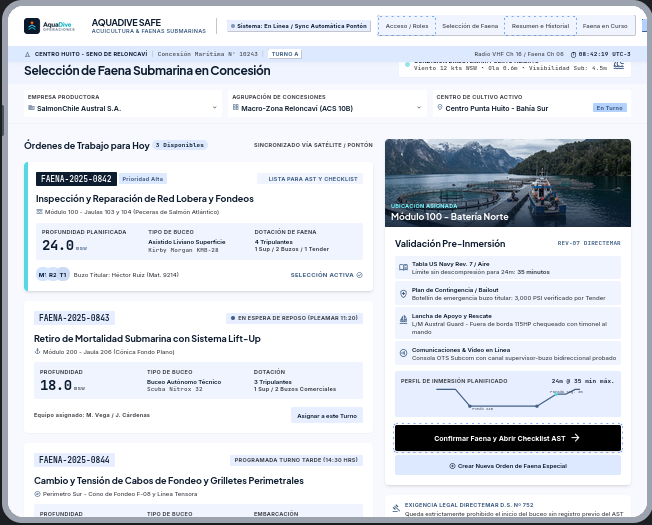 AquaDive
OPERACIONES
AQUADIVE SAFE
ACUICULTURA & FAENAS SUBMARINAS
Sistema: En Línea / Sync Automática Pontón
Acceso / Roles
Selección de Faena
Resumen e Historial
Faena en Curso
CENTRO HUITO - SENO DE RELONCAVÍ | Concesión Marítima N° 10243 | TURNO A
Radio VHF Ch 16 / Faena Ch 06
08:42:19 UTC-3
Selección de Faena Submarina en Concesión
Viento 12 kts NSW · Ola 0.6m · Visibilidad Sub: 4.5m
EMPRESA PRODUCTORA
SalmonChile Austral S.A.
AGRUPACIÓN DE CONCESIONES
Macro-Zona Reloncaví (ACS 10B)
CENTRO DE CULTIVO ACTIVO
Centro Punta Huito - Bahía Sur
En Turno
Órdenes de Trabajo para Hoy
3 Disponibles
SINCRONIZADO VÍA SATÉLITE / PONTÓN
FAENA-2025-0842
Prioridad Alta
LISTA PARA AST Y CHECKLIST
Inspección y Reparación de Red Lobera y Fondeos
Módulo 100 - Jaulas 103 y 104 (Peceras de Salmón Atlántico)
PROFUNDIDAD PLANIFICADA
24.0 msw
TIPO DE BUCEO
Asistido Liviano Superficie
Kirby Morgan KMB-28
DOTACIÓN DE FAENA
4 Tripulantes
1 Sup / 2 Buzos / 1 Tender
M1 R2 T1
Buzo Titular: Héctor Ruiz (Mat. 9214)
SELECCIÓN ACTIVA
FAENA-2025-0843
EN ESPERA DE REPOSO (PLEAMAR 11:20)
Retiro de Mortalidad Submarina con Sistema Lift-Up
Módulo 200 - Jaula 206 (Cónica Fondo Plano)
PROFUNDIDAD
18.0 msw
TIPO DE BUCEO
Buceo Autónomo Técnico
Scuba Nitrox 32
DOTACIÓN
3 Tripulantes
1 Sup / 2 Buzos Comerciales
Equipo asignado: M. Vega / J. Cárdenas
Asignar a este Turno
FAENA-2025-0844
PROGRAMADA TURNO TARDE (14:30 HRS)
Cambio y Tensión de Cabos de Fondeo y Grilletes Perimetrales
Perímetro Sur - Cono de Fondeo F-08 y Línea Tensora
PROFUNDIDAD
TIPO DE BUCEO
EMBARCACIÓN
UBICACIÓN ASIGNADA
Módulo 100 - Batería Norte
Validación Pre-Inmersión
REV-07 DIRECTEMAR
Tabla US Navy Rev. 7 / Aire
Límite sin descompresión para 24m: 35 minutos
Plan de Contingencia / Bailout
Botellín de emergencia buzo titular: 3,000 PSI verificado por Tender
Lancha de Apoyo y Rescate
L/M Austral Guard - Fuera de borda 115HP chequeado con timonel al
mando
Comunicaciones & Video en Línea
Consola OTS Subcom con canal supervisor-buzo bidireccional probado
PERFIL DE INMERSIÓN PLANIFICADO
24m @ 35 min máx.
Confirmar Faena y Abrir Checklist AST
Crear Nueva Orden de Faena Especial
EXIGENCIA LEGAL DIRECTEMAR D.S. Nº 752
Queda estrictamente prohibido el inicio del buceo sin registro previo del AST